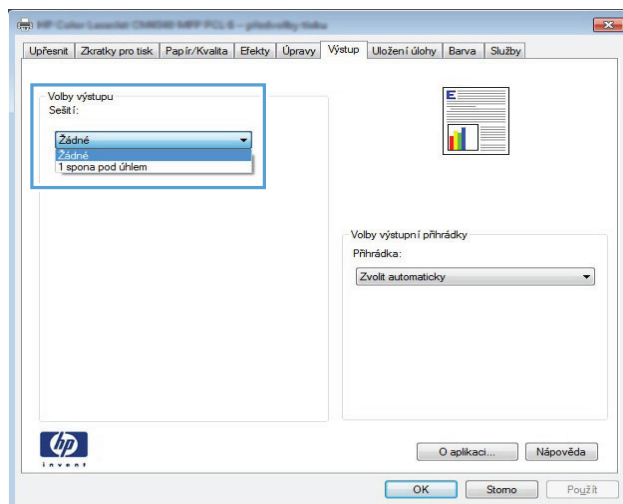 Upřesnit Zkratky pro tisk Papír/Kvalita Efekty Úpravy Výstup Uložení úlohy Barva Služby
Volby výstupu
Sešití:
Žádné
Žádné
1 spona pod úhlem
E
Volby výstupní přihrádky
Přihrádka:
Zvolit automaticky
hp
invent
O aplikaci... Nápověda
OK Storno Použít